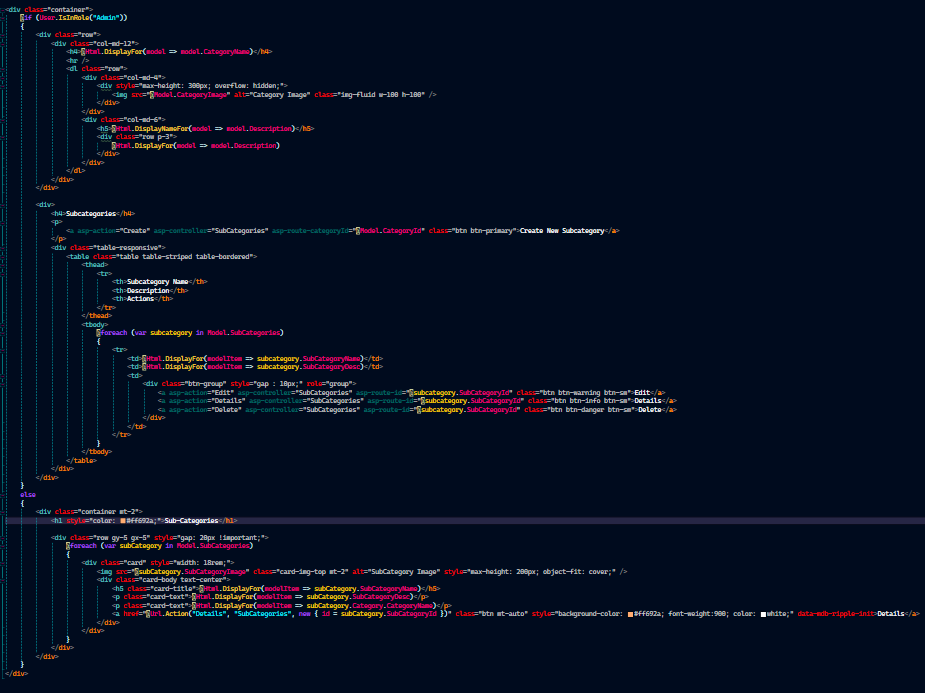 <div class="container">
@if (User.IsInRole("Admin"))
{
<div class="row">
<div class="col-md-12">
<h4>@Html.DisplayFor(model => model.CategoryName)</h4>
<hr />
<dl class="row">
<div class="col-md-4">
<div style="max-height: 300px; overflow: hidden;">
<img src="@Model.CategoryImage" alt="Category Image" class="img-fluid w-100 h-100" />
</div>
</div>
<div class="col-md-6">
<h5>@Html.DisplayNameFor(model => model.Description)</h5>
<div class="row p-3">
@Html.DisplayFor(model => model.Description)
</div>
</div>
</dl>
</div>
</div>
<div>
<h4>Subcategories</h4>
<p>
<a asp-action="Create" asp-controller="SubCategories" asp-route-categoryId="@Model.CategoryId" class="btn btn-primary">Create New Subcategory</a>
</p>
<div class="table-responsive">
<table class="table table-striped table-bordered">
<thead>
<tr>
<th>Subcategory Name</th>
<th>Description</th>
<th>Actions</th>
</tr>
</thead>
<tbody>
@foreach (var subcategory in Model.SubCategories)
{
<tr>
<td>@Html.DisplayFor(modelItem => subcategory.SubCategoryName)</td>
<td>@Html.DisplayFor(modelItem => subcategory.SubCategoryDesc)</td>
<td>
<div class="btn-group" style="gap : 10px;" role="group">
<a asp-action="Edit" asp-controller="SubCategories" asp-route-id="@subcategory.SubCategoryId" class="btn btn-warning btn-sm">Edit</a>
<a asp-action="Details" asp-controller="SubCategories" asp-route-id="@subcategory.SubCategoryId" class="btn btn-info btn-sm">Details</a>
<a asp-action="Delete" asp-controller="SubCategories" asp-route-id="@subcategory.SubCategoryId" class="btn btn-danger btn-sm">Delete</a>
</div>
</td>
</tr>
}
</tbody>
</table>
</div>
</div>
}
else
{
<div class="container mt-2">
<h1 style="color: #ff692a;">Sub-Categories</h1>
<div class="row gy-5 gx-5" style="gap: 20px !important;">
@foreach (var subCategory in Model.SubCategories)
{
<div class="card" style="width: 18rem;">
<img src="@subCategory.SubCategoryImage" class="card-img-top mt-2" alt="SubCategory Image" style="max-height: 200px; object-fit: cover;" />
<div class="card-body text-center">
<h5 class="card-title">@Html.DisplayFor(modelItem => subCategory.SubCategoryName)</h5>
<p class="card-text">@Html.DisplayFor(modelItem => subCategory.SubCategoryDesc)</p>
<p class="card-text">@Html.DisplayFor(modelItem => subCategory.Category.CategoryName)</p>
<a href="@Url.Action("Details", "SubCategories", new { id = subCategory.SubCategoryId })" class="btn mt-auto" style="background-color: #ff692a; font-weight:900; color: white;" data-mdb-ripple-init>Details</a>
</div>
</div>
}
</div>
</div>
}
</div>